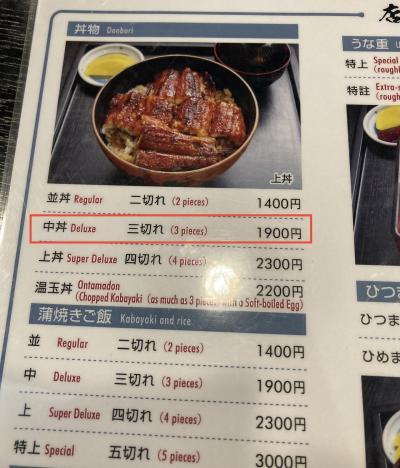 丼物 Donburi
上丼
並丼 Regular 二切れ (2 pieces) 1400円
中丼 Deluxe 三切れ (3 pieces) 1900円
上丼 Super Deluxe 四切れ (4 pieces) 2300円
温玉丼 Ontamadon 2200円
(Chopped Kabayaki (as much as 3 pieces) with a Soft-boiled Egg)
蒲焼きご飯 Kabayaki and rice
並 Regular 二切れ (2 pieces) 1400円
中 Deluxe 三切れ (3 pieces) 1900円
上 Super Deluxe 四切れ (4 pieces) 2300円
特上 Special 五切れ (5 pieces) 3000円
うな重
特上 Special
(rough
特註 Extra-s
(rough
ひつま
ひつま
ひめま